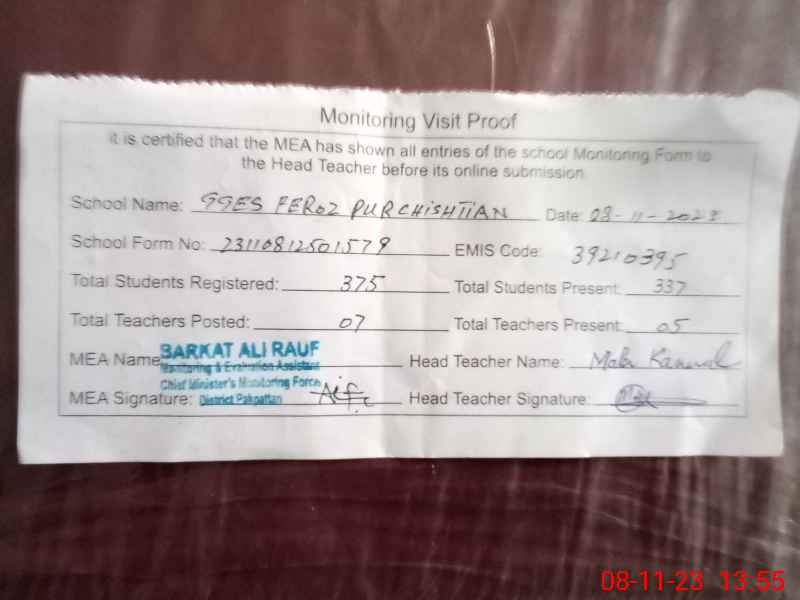 Monitoring Visit Proof
it is certified that the MEA has shown all entries of the school Monitoring Form to
the Head Teacher before its online submission
School Name: GGES FEROZ PURCHISHTIAN Date: 08-11-2023
School Form No: 23110812501579 EMIS Code: 39210395
Total Students Registered: 375 Total Students Present: 337
Total Teachers Posted: 07 Total Teachers Present: 05
MEA Name BARKAT ALI RAUF Head Teacher Name:
Monitoring & Evaluation Assistant
Chief Minister's Monitoring Force
MEA Signature: District Pakpattan Head Teacher Signature:
08-11-23 13:55